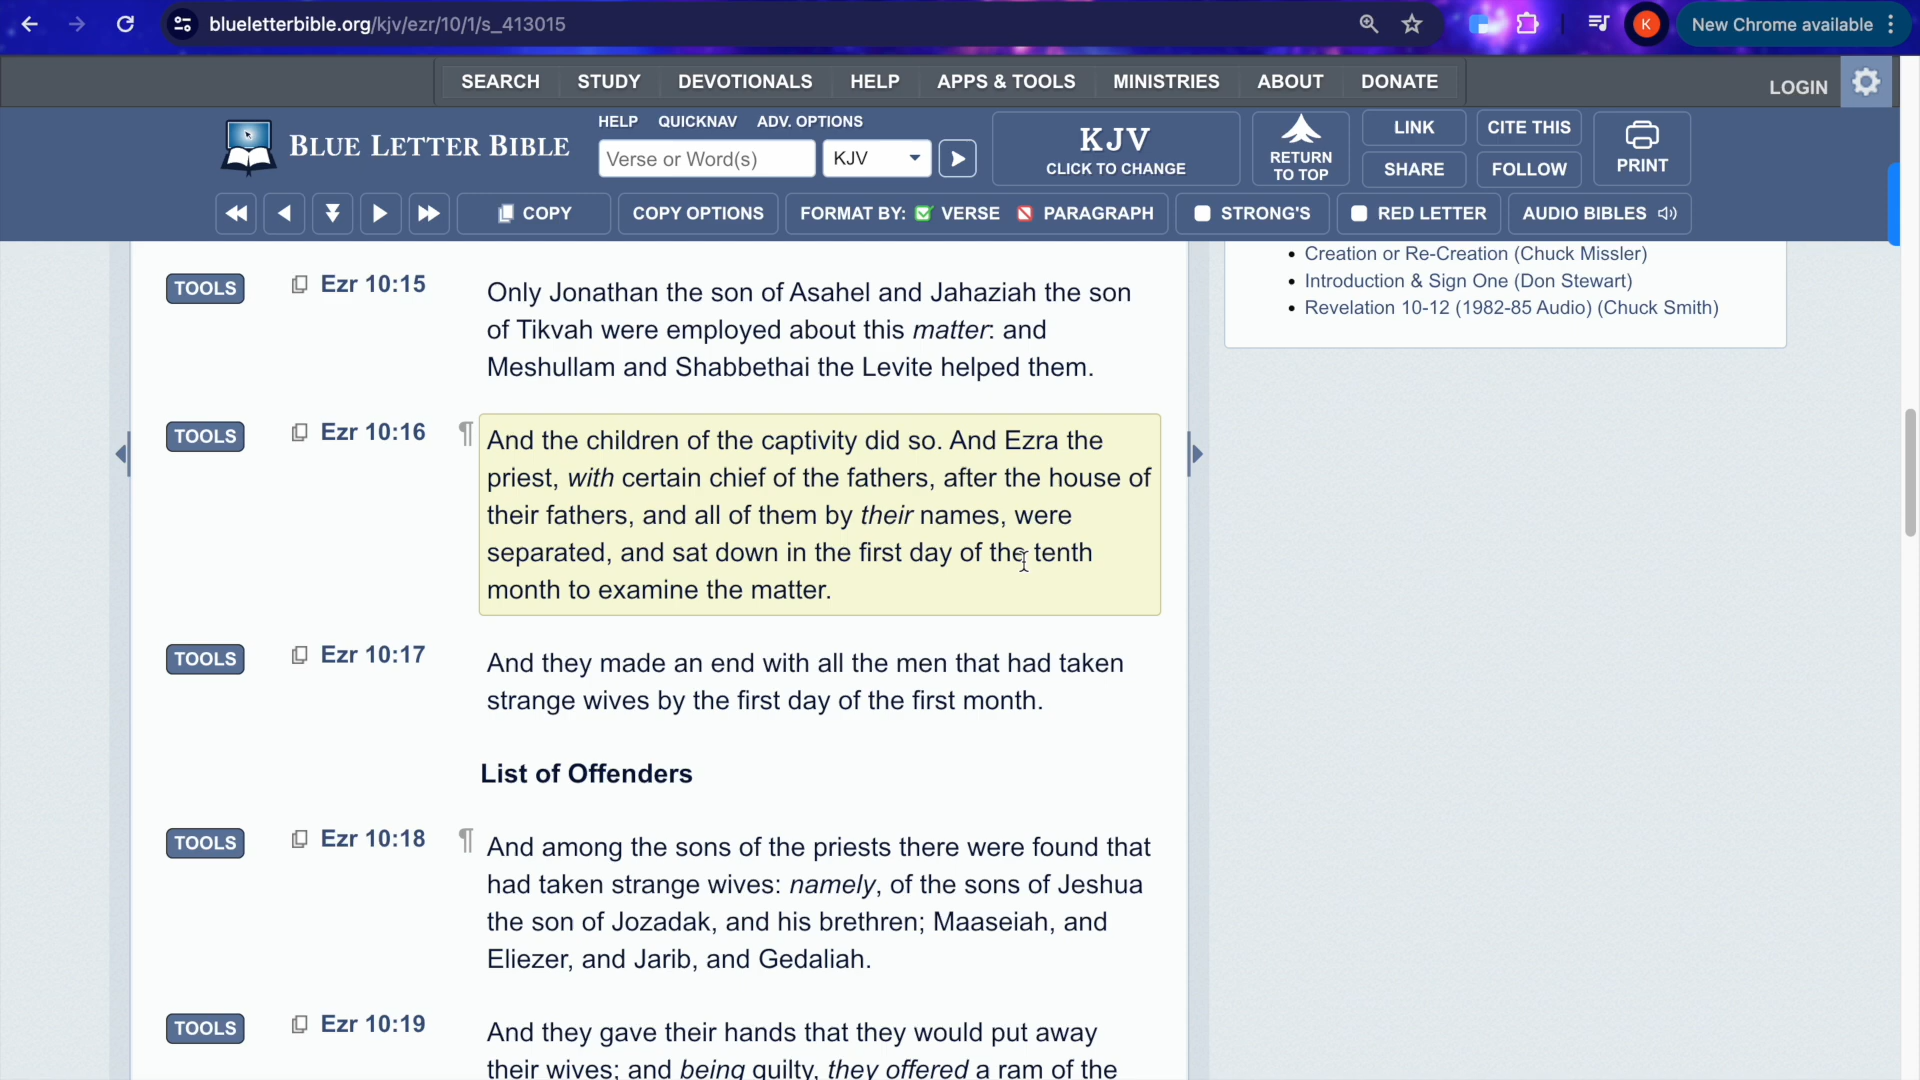 blueletterbible.org/kjv/ezr/10/1/s_413015
K
New Chrome available
SEARCH STUDY DEVOTIONALS HELP APPS & TOOLS MINISTRIES ABOUT DONATE
LOGIN
BLUE LETTER BIBLE
HELP QUICKNAV ADV. OPTIONS
Verse or Word(s)
KJV
KJV
CLICK TO CHANGE
RETURN
TO TOP
LINK
CITE THIS
SHARE
FOLLOW
PRINT
COPY
COPY OPTIONS
FORMAT BY: VERSE PARAGRAPH
STRONG'S
RED LETTER
AUDIO BIBLES
• Creation or Re-Creation (Chuck Missler)
• Introduction & Sign One (Don Stewart)
• Revelation 10-12 (1982-85 Audio) (Chuck Smith)
TOOLS Ezr 10:15
Only Jonathan the son of Asahel and Jahaziah the son
of Tikvah were employed about this matter: and
Meshullam and Shabbethai the Levite helped them.
TOOLS Ezr 10:16
¶ And the children of the captivity did so. And Ezra the
priest, with certain chief of the fathers, after the house of
their fathers, and all of them by their names, were
separated, and sat down in the first day of the tenth
month to examine the matter.
TOOLS Ezr 10:17
And they made an end with all the men that had taken
strange wives by the first day of the first month.
List of Offenders
TOOLS Ezr 10:18
¶ And among the sons of the priests there were found that
had taken strange wives: namely, of the sons of Jeshua
the son of Jozadak, and his brethren; Maaseiah, and
Eliezer, and Jarib, and Gedaliah.
TOOLS Ezr 10:19
And they gave their hands that they would put away
their wives; and being guilty, they offered a ram of the